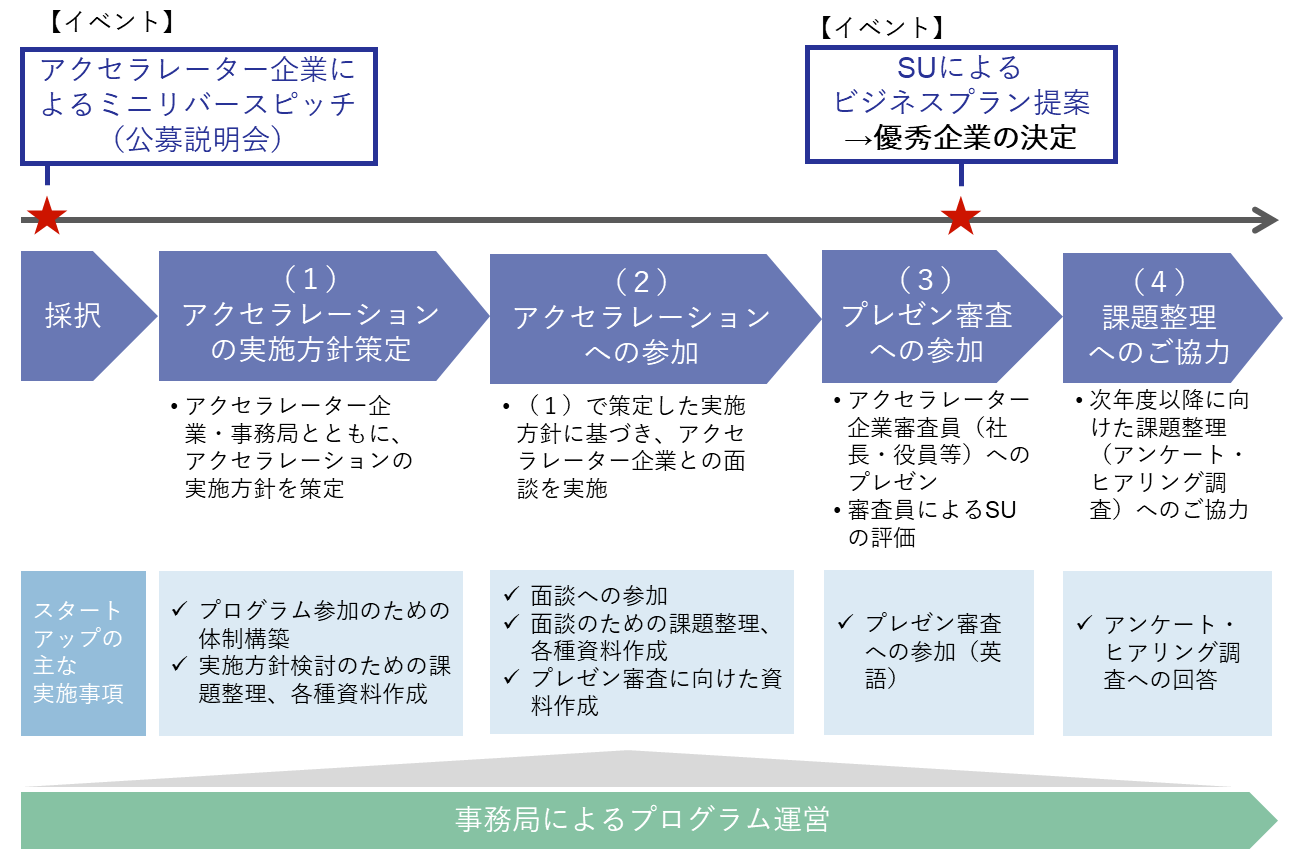 【イベント】
アクセラレーター企業に
よるミニリバースピッチ
（公募説明会）
【イベント】
SUによる
ビジネスプラン提案
→優秀企業の決定
採択
（１）
アクセラレーション
の実施方針策定
（２）
アクセラレーション
への参加
（３）
プレゼン審査
への参加
（４）
課題整理
へのご協力
• アクセラレーター企
業・事務局とともに、
アクセラレーションの
実施方針を策定
• （１）で策定した実施
方針に基づき、アクセ
ラレーター企業との面
談を実施
• アクセラレーター
企業審査員（社
長・役員等）への
プレゼン
• 審査員によるSU
の評価
• 次年度以降に向
けた課題整理
（アンケート・
ヒアリング調
査）へのご協力
スタート
アップの
主な
実施事項
✓ プログラム参加のための
体制構築
✓ 実施方針検討のための課
題整理、各種資料作成
✓ 面談への参加
✓ 面談のための課題整理、
各種資料作成
✓ プレゼン審査に向けた資
料作成
✓ プレゼン審査
への参加（英
語）
✓ アンケート・
ヒアリング調
査への回答
事務局によるプログラム運営